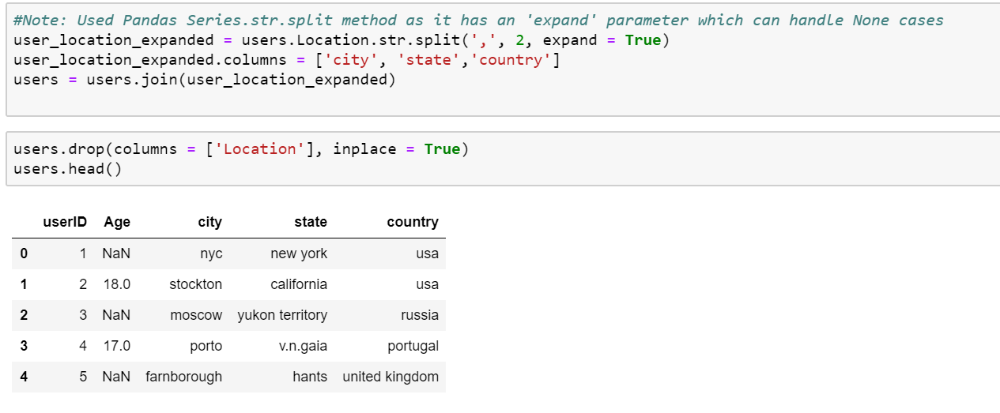 #Note: Used Pandas Series.str.split method as it has an 'expand' parameter which can handle None cases
user_location_expanded = users.Location.str.split(',', 2, expand = True)
user_location_expanded.columns = ['city', 'state','country']
users = users.join(user_location_expanded)
users.drop(columns = ['Location'], inplace = True)
users.head()
userID Age city state country
0 1 NaN nyc new york usa
1 2 18.0 stockton california usa
2 3 NaN moscow yukon territory russia
3 4 17.0 porto v.n.gaia portugal
4 5 NaN farnborough hants united kingdom